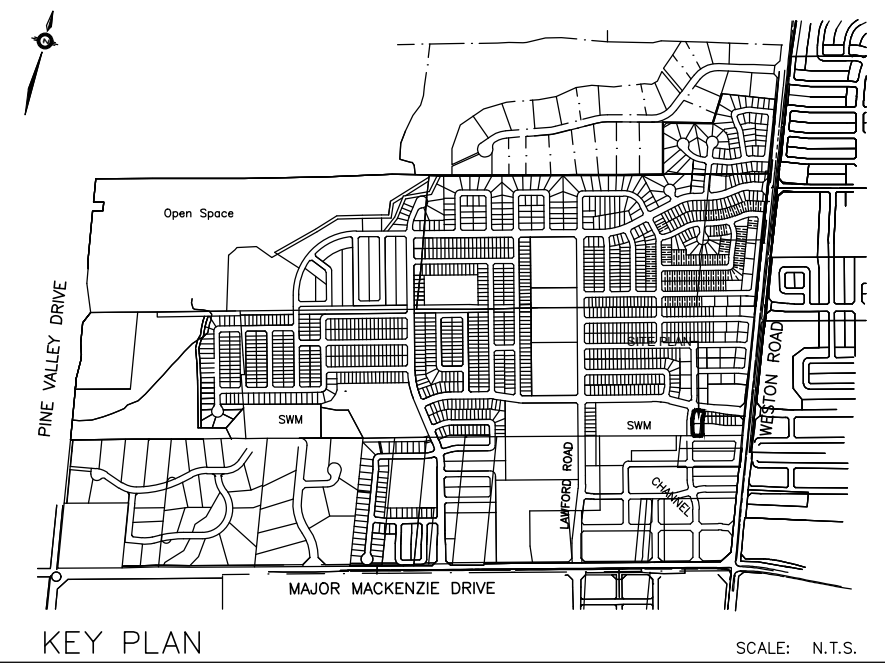 N
Open Space
PINE VALLEY DRIVE
SITE PLAN
WESTON ROAD
SWM
SWM
LAWFORD ROAD
CHANNEL
MAJOR MACKENZIE DRIVE
KEY PLAN
SCALE: N.T.S.